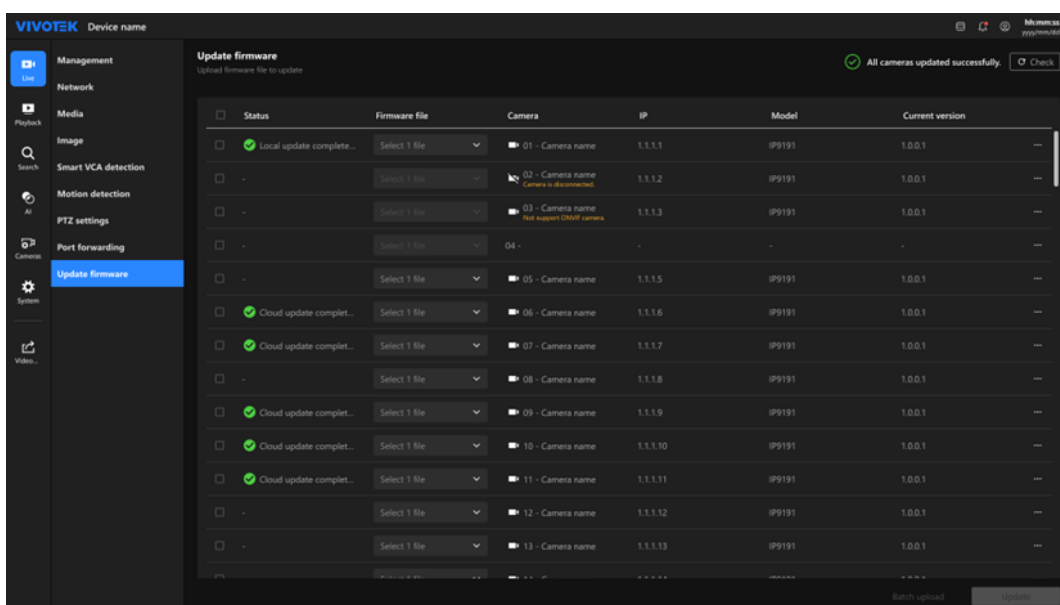 VIVOTEK Device name
hh:mm:ss
yyyy/mm/dd
Live
Playback
Search
AI
Cameras
System
Video...
Management
Network
Media
Image
Smart VCA detection
Motion detection
PTZ settings
Port forwarding
Update firmware
Update firmware
Upload firmware file to update
All cameras updated successfully. Check
Status Firmware file Camera IP Model Current version
Local update complete... Select 1 file 01 - Camera name 1.1.1.1 IP9191 1.0.0.1 ...
- Select 1 file 02 - Camera name 1.1.1.2 IP9191 1.0.0.1 ...
Camera is disconnected.
- Select 1 file 03 - Camera name 1.1.1.3 IP9191 1.0.0.1 ...
Not support ONVIF camera.
- Select 1 file 04 - - - - ...
- Select 1 file 05 - Camera name 1.1.1.5 IP9191 1.0.0.1 ...
Cloud update complet... Select 1 file 06 - Camera name 1.1.1.6 IP9191 1.0.0.1 ...
Cloud update complet... Select 1 file 07 - Camera name 1.1.1.7 IP9191 1.0.0.1 ...
- Select 1 file 08 - Camera name 1.1.1.8 IP9191 1.0.0.1 ...
Cloud update complet... Select 1 file 09 - Camera name 1.1.1.9 IP9191 1.0.0.1 ...
Cloud update complet... Select 1 file 10 - Camera name 1.1.1.10 IP9191 1.0.0.1 ...
Cloud update complet... Select 1 file 11 - Camera name 1.1.1.11 IP9191 1.0.0.1 ...
- Select 1 file 12 - Camera name 1.1.1.12 IP9191 1.0.0.1 ...
- Select 1 file 13 - Camera name 1.1.1.13 IP9191 1.0.0.1 ...
Batch upload Update